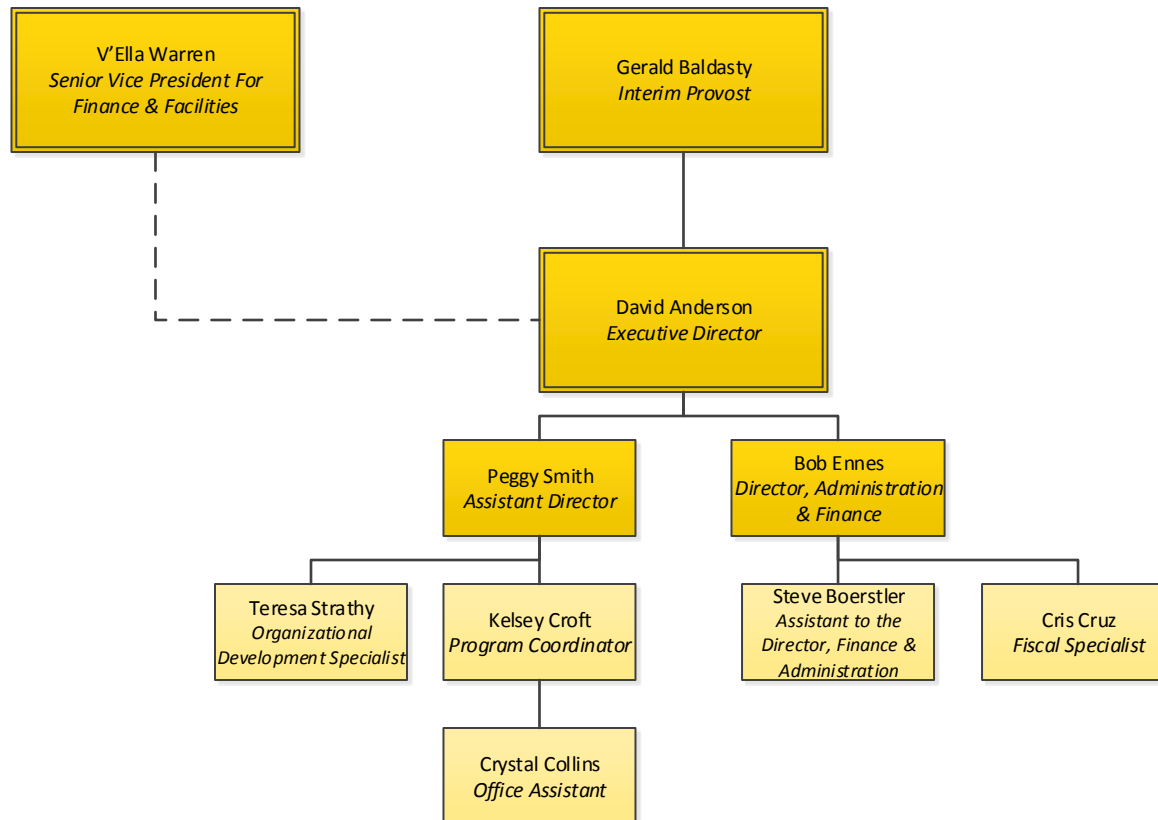 V’Ella Warren
Senior Vice President For
Finance & Facilities
Gerald Baldasty
Interim Provost
David Anderson
Executive Director
Peggy Smith
Assistant Director
Bob Ennes
Director, Administration
& Finance
Teresa Strathy
Organizational
Development Specialist
Kelsey Croft
Program Coordinator
Steve Boerstler
Assistant to the
Director, Finance &
Administration
Cris Cruz
Fiscal Specialist
Crystal Collins
Office Assistant